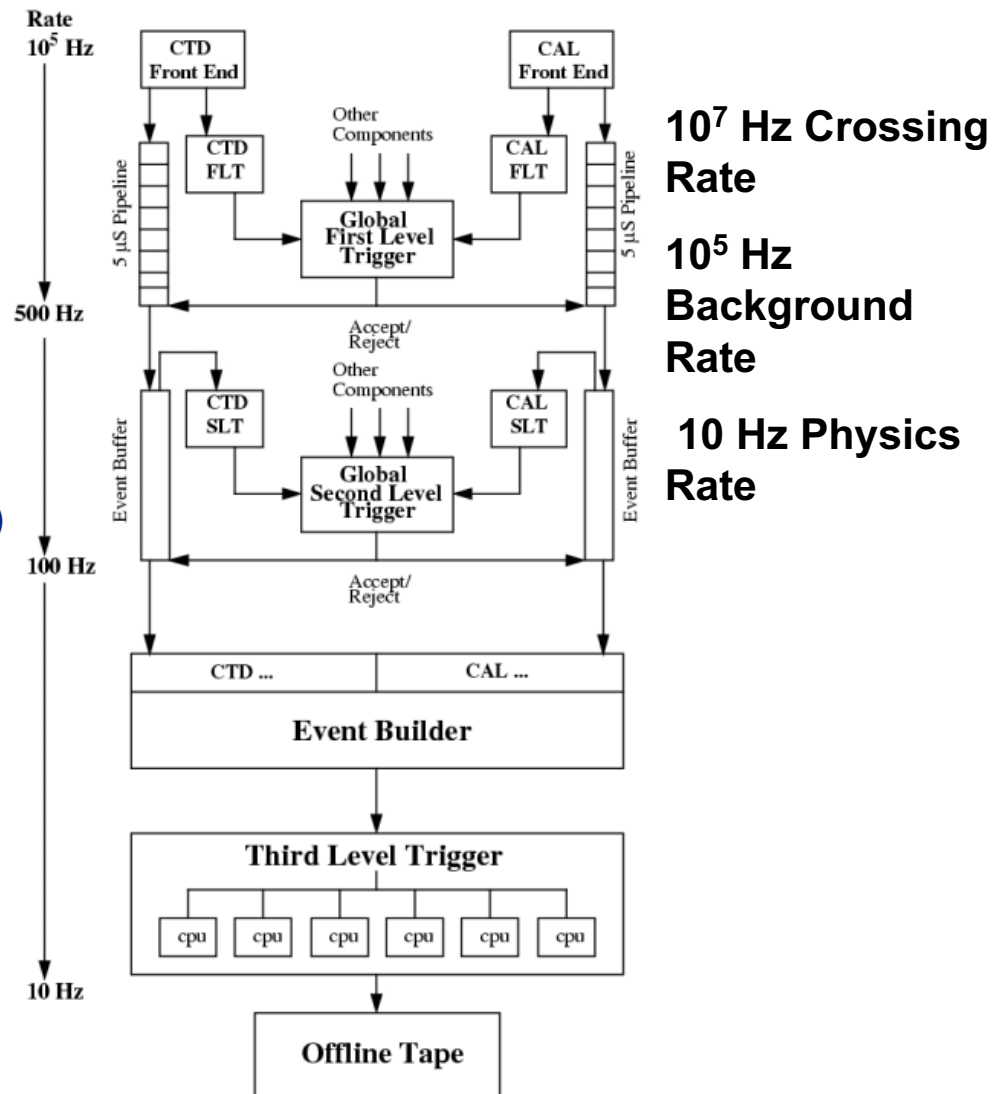 Rate
10⁵ Hz
CTD
Front End
CAL
Front End
Other
Components
CTD
FLT
CAL
FLT
5 µS Pipeline
5 µS Pipeline
Global
First Level
Trigger
500 Hz
Accept/
Reject
Other
Components
CTD
SLT
CAL
SLT
Event Buffer
Event Buffer
Global
Second Level
Trigger
)
100 Hz
Accept/
Reject
CTD ...
CAL ...
Event Builder
Third Level Trigger
cpu cpu cpu cpu cpu cpu
10 Hz
Offline Tape
10⁷ Hz Crossing
Rate
10⁵ Hz
Background
Rate
10 Hz Physics
Rate